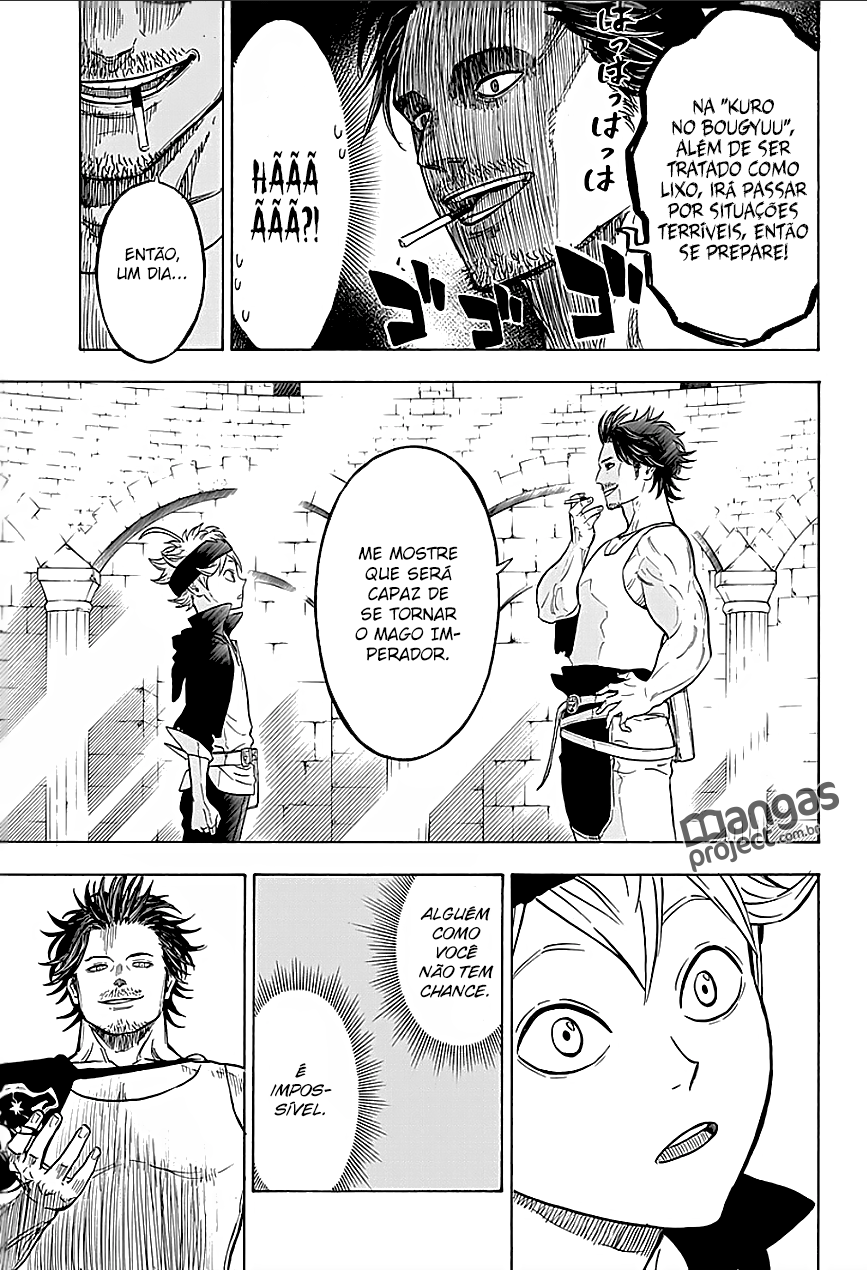 NA "KURO
NO BOUGYUU",
ALÉM DE SER
TRATADO COMO
LIXO, IRÁ PASSAR
POR SITUAÇÕES
TERRÍVEIS, ENTÃO
SE PREPARE!
はっはっはっは
HÃÃÃ
ÃÃÃ?!
ゴゴゴ
ENTÃO,
UM DIA...
ME MOSTRE
QUE SERÁ
CAPAZ DE
SE TORNAR
O MAGO IM-
PERADOR.
mangas
project.com.br
ALGUÉM
COMO
VOCÊ
NÃO TEM
CHANCE.
É
IMPOS-
SÍVEL.